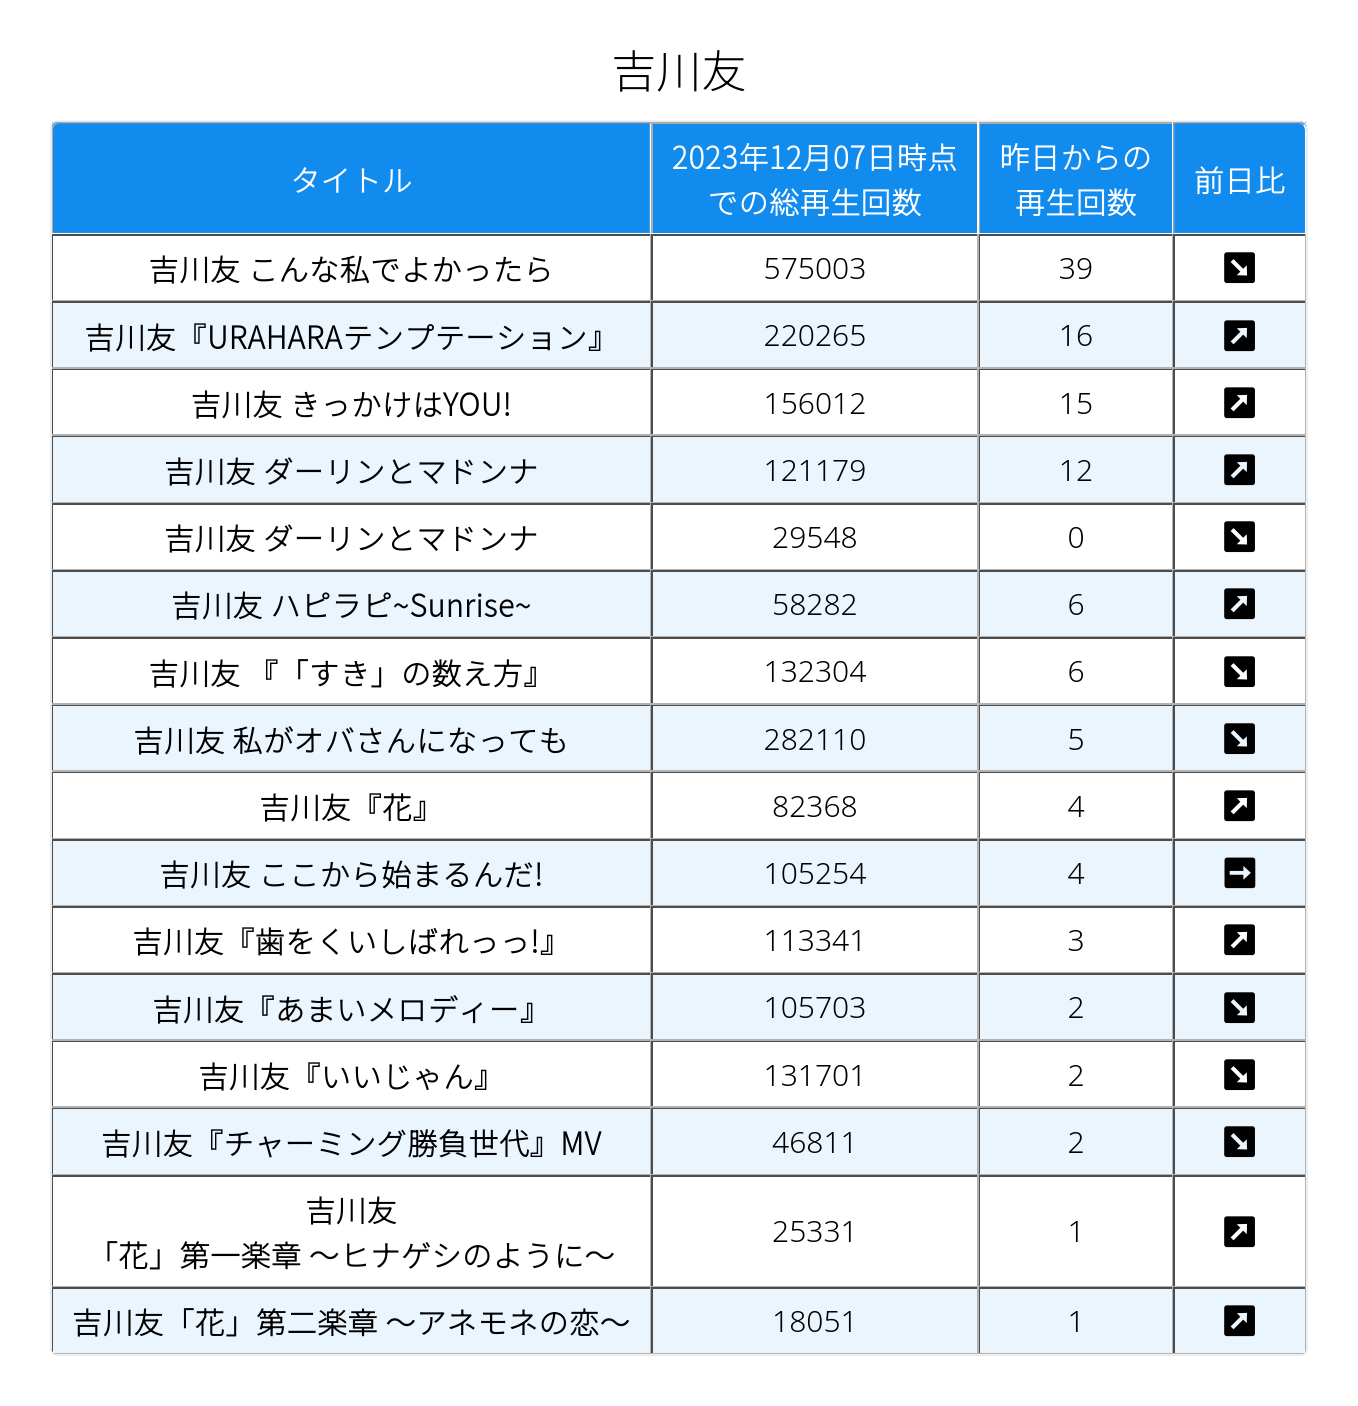 吉川友
タイトル
2023年12月07日時点
での総再生回数
昨日からの
再生回数
前日比
吉川友 こんな私でよかったら 575003 39
吉川友『URAHARAテンプテーション』 220265 16
吉川友 きっかけはYOU! 156012 15
吉川友 ダーリンとマドンナ 121179 12
吉川友 ダーリンとマドンナ 29548 0
吉川友 ハピラピ~Sunrise~ 58282 6
吉川友 『「すき」の数え方』 132304 6
吉川友 私がオバさんになっても 282110 5
吉川友『花』 82368 4
吉川友 ここから始まるんだ! 105254 4
吉川友『歯をくいしばれっっ!』 113341 3
吉川友『あまいメロディー』 105703 2
吉川友『いいじゃん』 131701 2
吉川友『チャーミング勝負世代』MV 46811 2
吉川友
「花」第一楽章 〜ヒナゲシのように〜 25331 1
吉川友「花」第二楽章 〜アネモネの恋〜 18051 1